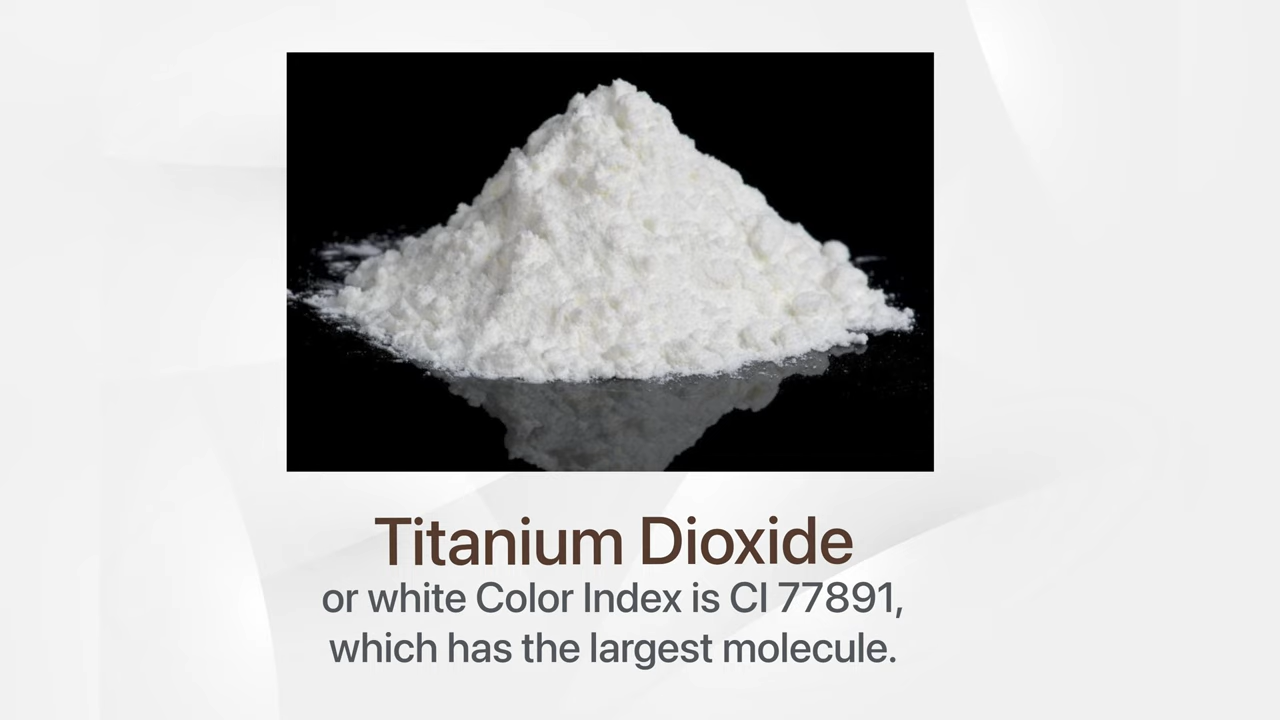 Titanium Dioxide
or white Color Index is CI 77891,
which has the largest molecule.